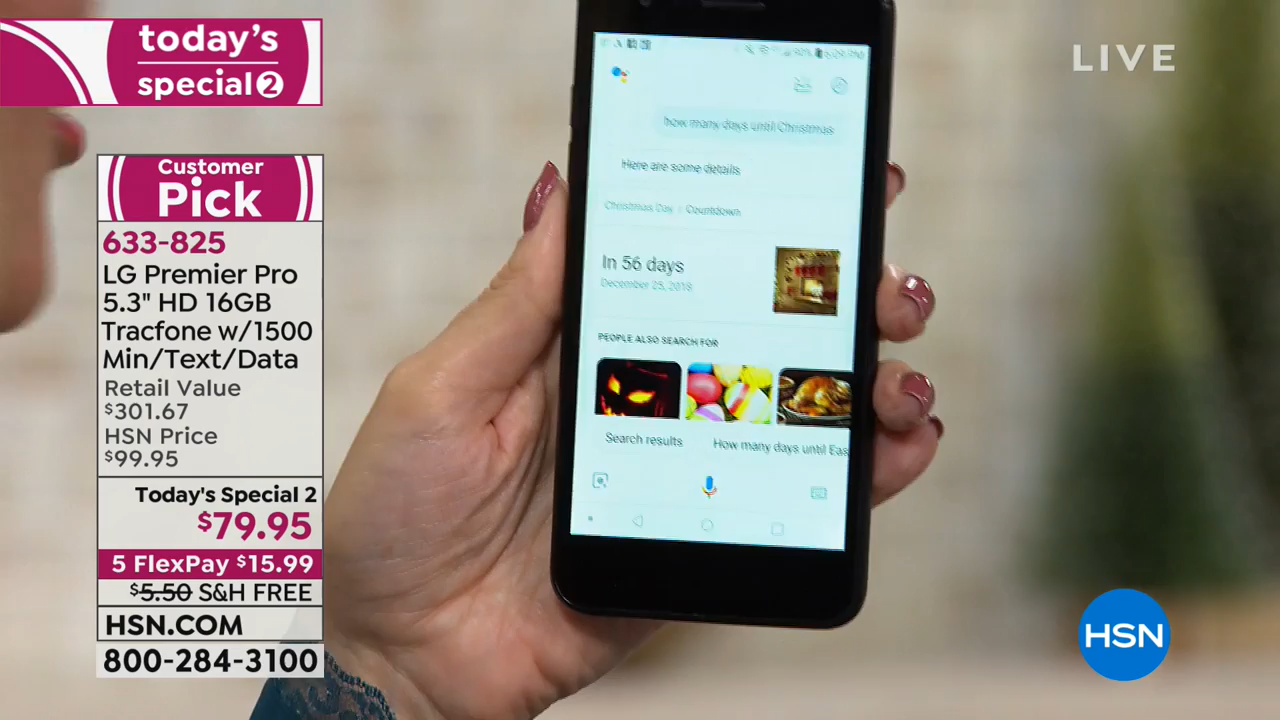 today's
special 2
LIVE
Customer
Pick
633-825
LG Premier Pro
5.3" HD 16GB
Tracfone w/1500
Min/Text/Data
Retail Value
$301.67
HSN Price
$99.95
Today's Special 2
$79.95
5 FlexPay $15.99
$5.50 S&H FREE
HSN.COM
800-284-3100
how many days until Christmas
Here are some details
Christmas Day | Countdown
In 56 days
December 25, 2018
PEOPLE ALSO SEARCH FOR
Search results
How many days until Eas
HSN